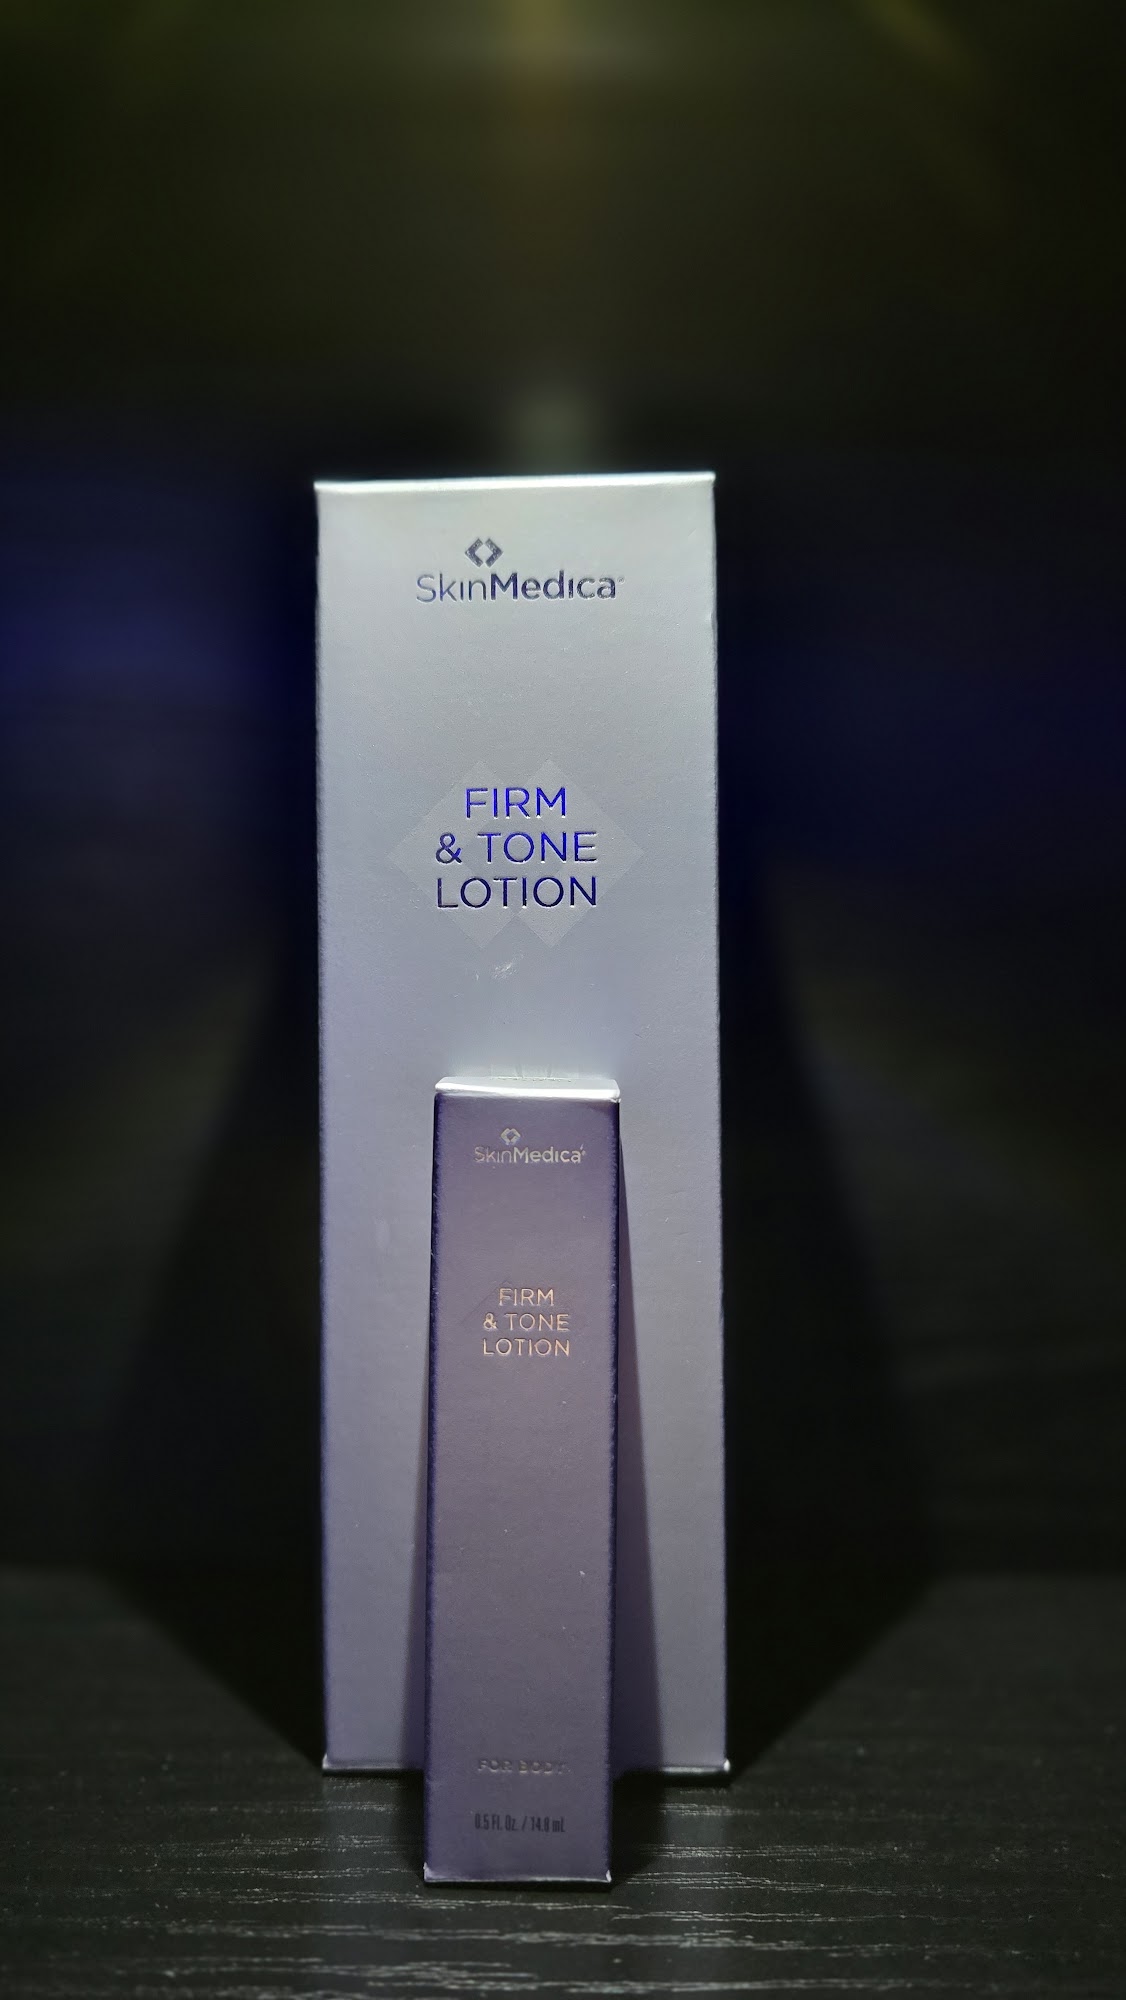 SkinMedica®
FIRM
& TONE
LOTION
SkinMedica®
FIRM
& TONE
LOTION
FOR BODY
0.5 FL. Oz. / 14.8 mL